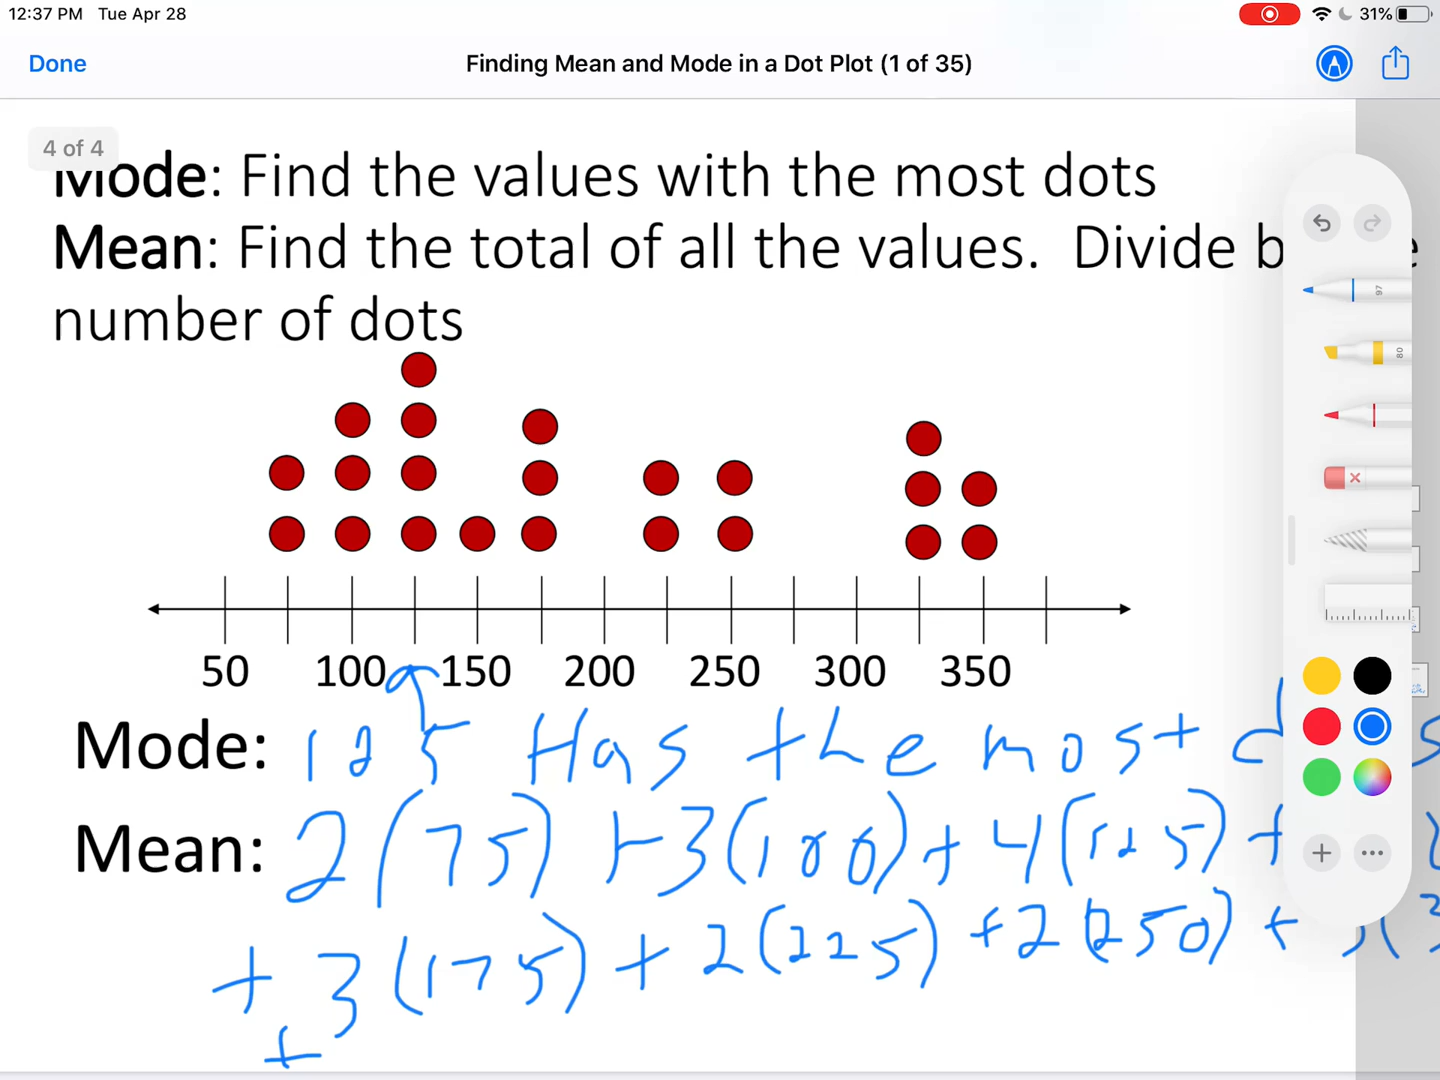 12:37 PM Tue Apr 28
31%
Done
Finding Mean and Mode in a Dot Plot (1 of 35)
4 of 4
Mode: Find the values with the most dots
Mean: Find the total of all the values. Divide
number of dots
97
80
50 100 150 200 250 300 350
Mode: 125 Has the most
Mean: 2(75) + 3(100) + 4(125) +
+ 3(175) + 2(225) + 2(250) +
+